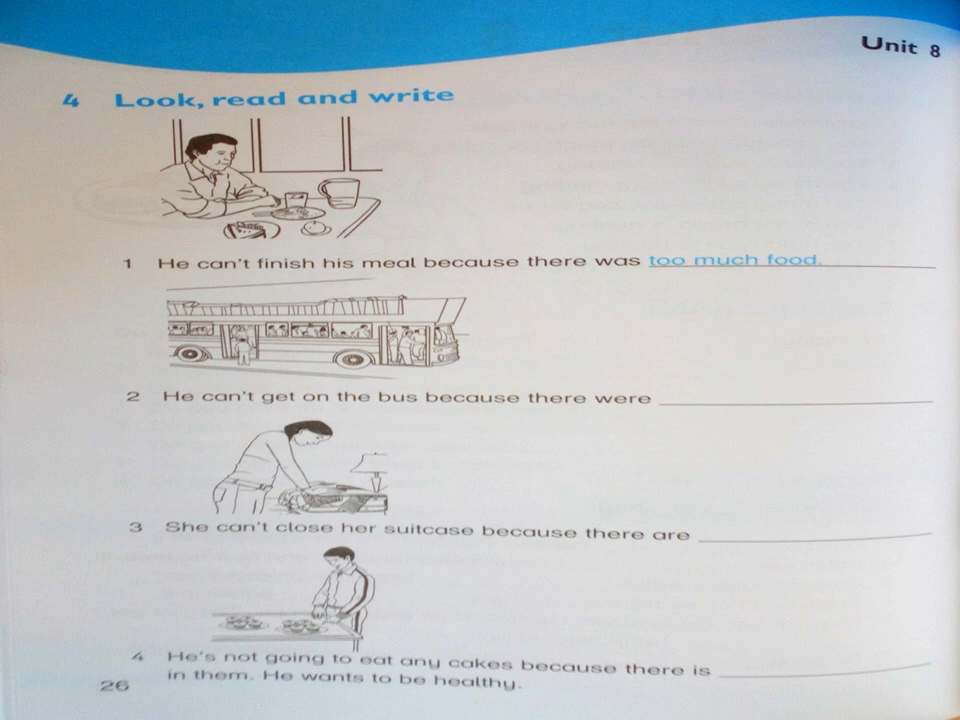 Unit 8
4 Look, read and write
1 He can't finish his meal because there was too much food.
2 He can't get on the bus because there were
3 She can't close her suitcase because there are
4 He's not going to eat any cakes because there is
in them. He wants to be healthy.
26